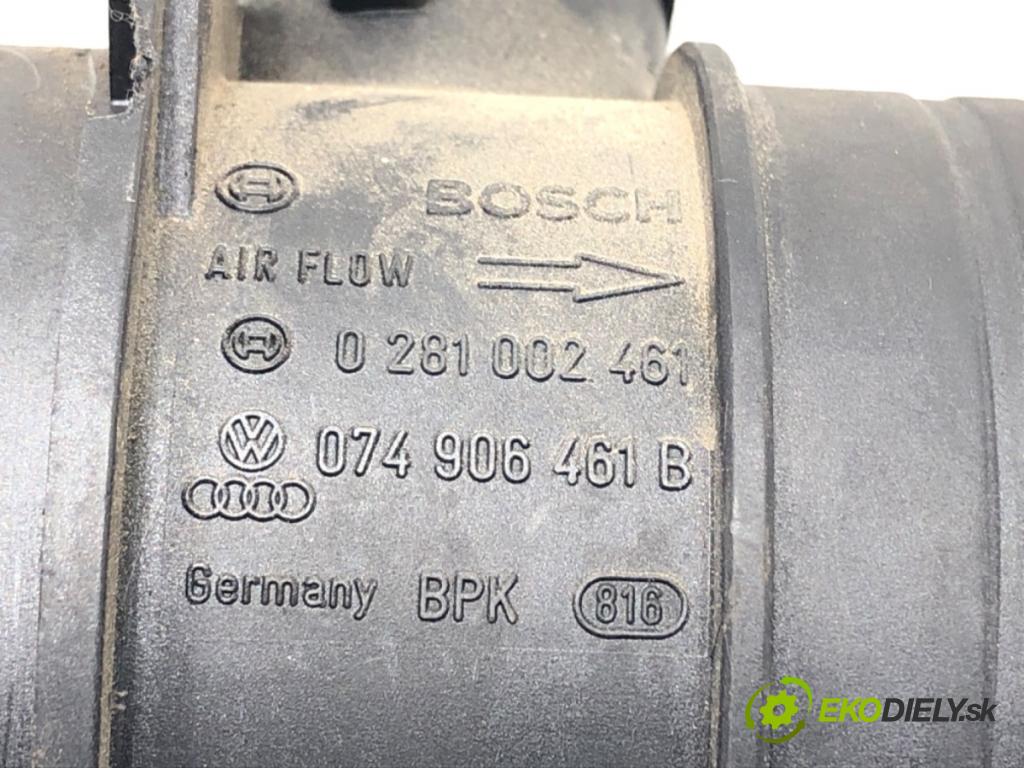 BOSCH
AIR FLOW
0 281 002 461
074 906 461 B
Germany BPK 816
EKODIELY.sk